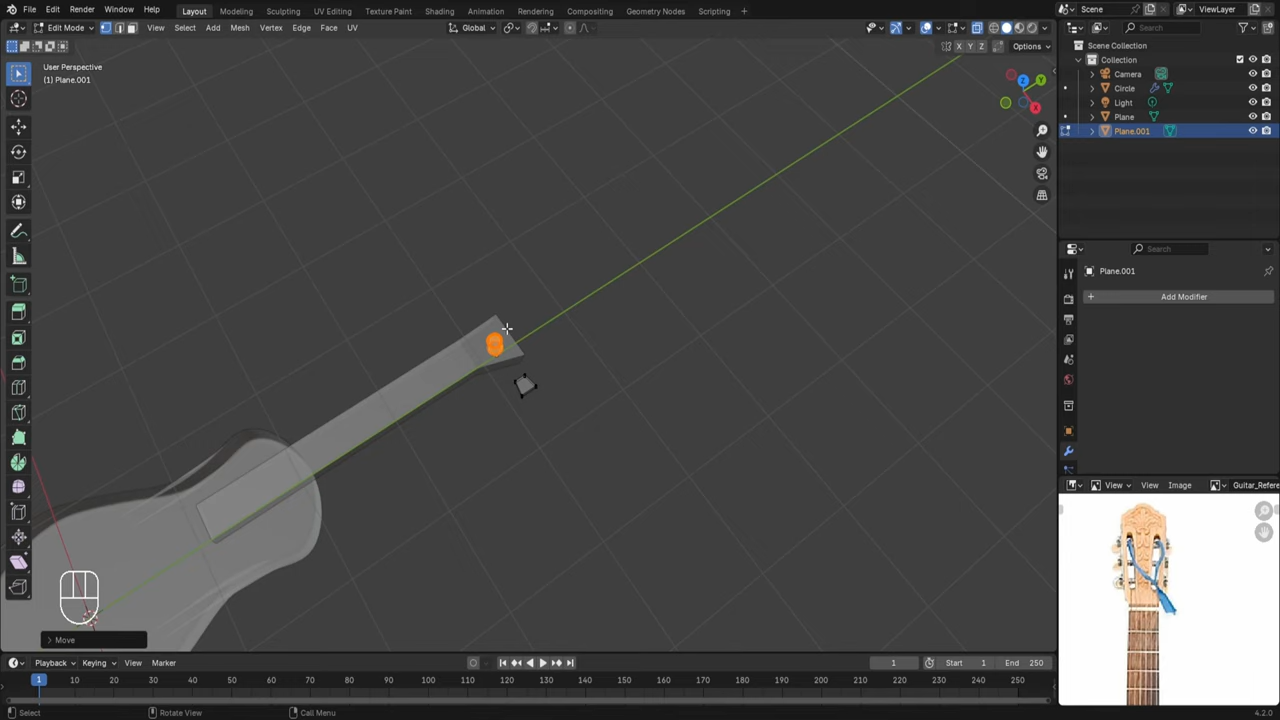 File Edit Render Window Help Layout Modeling Sculpting UV Editing Texture Paint Shading Animation Rendering Compositing Geometry Nodes Scripting + Scene ViewLayer
Edit Mode View Select Add Mesh Vertex Edge Face UV Global
X Y Z Options
User Perspective
(1) Plane.001
Z Y X
Move
Search
Scene Collection
Collection
Camera
Circle
Light
Plane
Plane.001
Search
Plane.001
+ Add Modifier
View View Image Guitar_Refere
Playback Keying View Marker 1 Start 1 End 250
1 10 20 30 40 50 60 70 80 90 100 110 120 130 140 150 160 170 180 190 200 210 220 230 240 250
Select Rotate View Call Menu 4.2.0